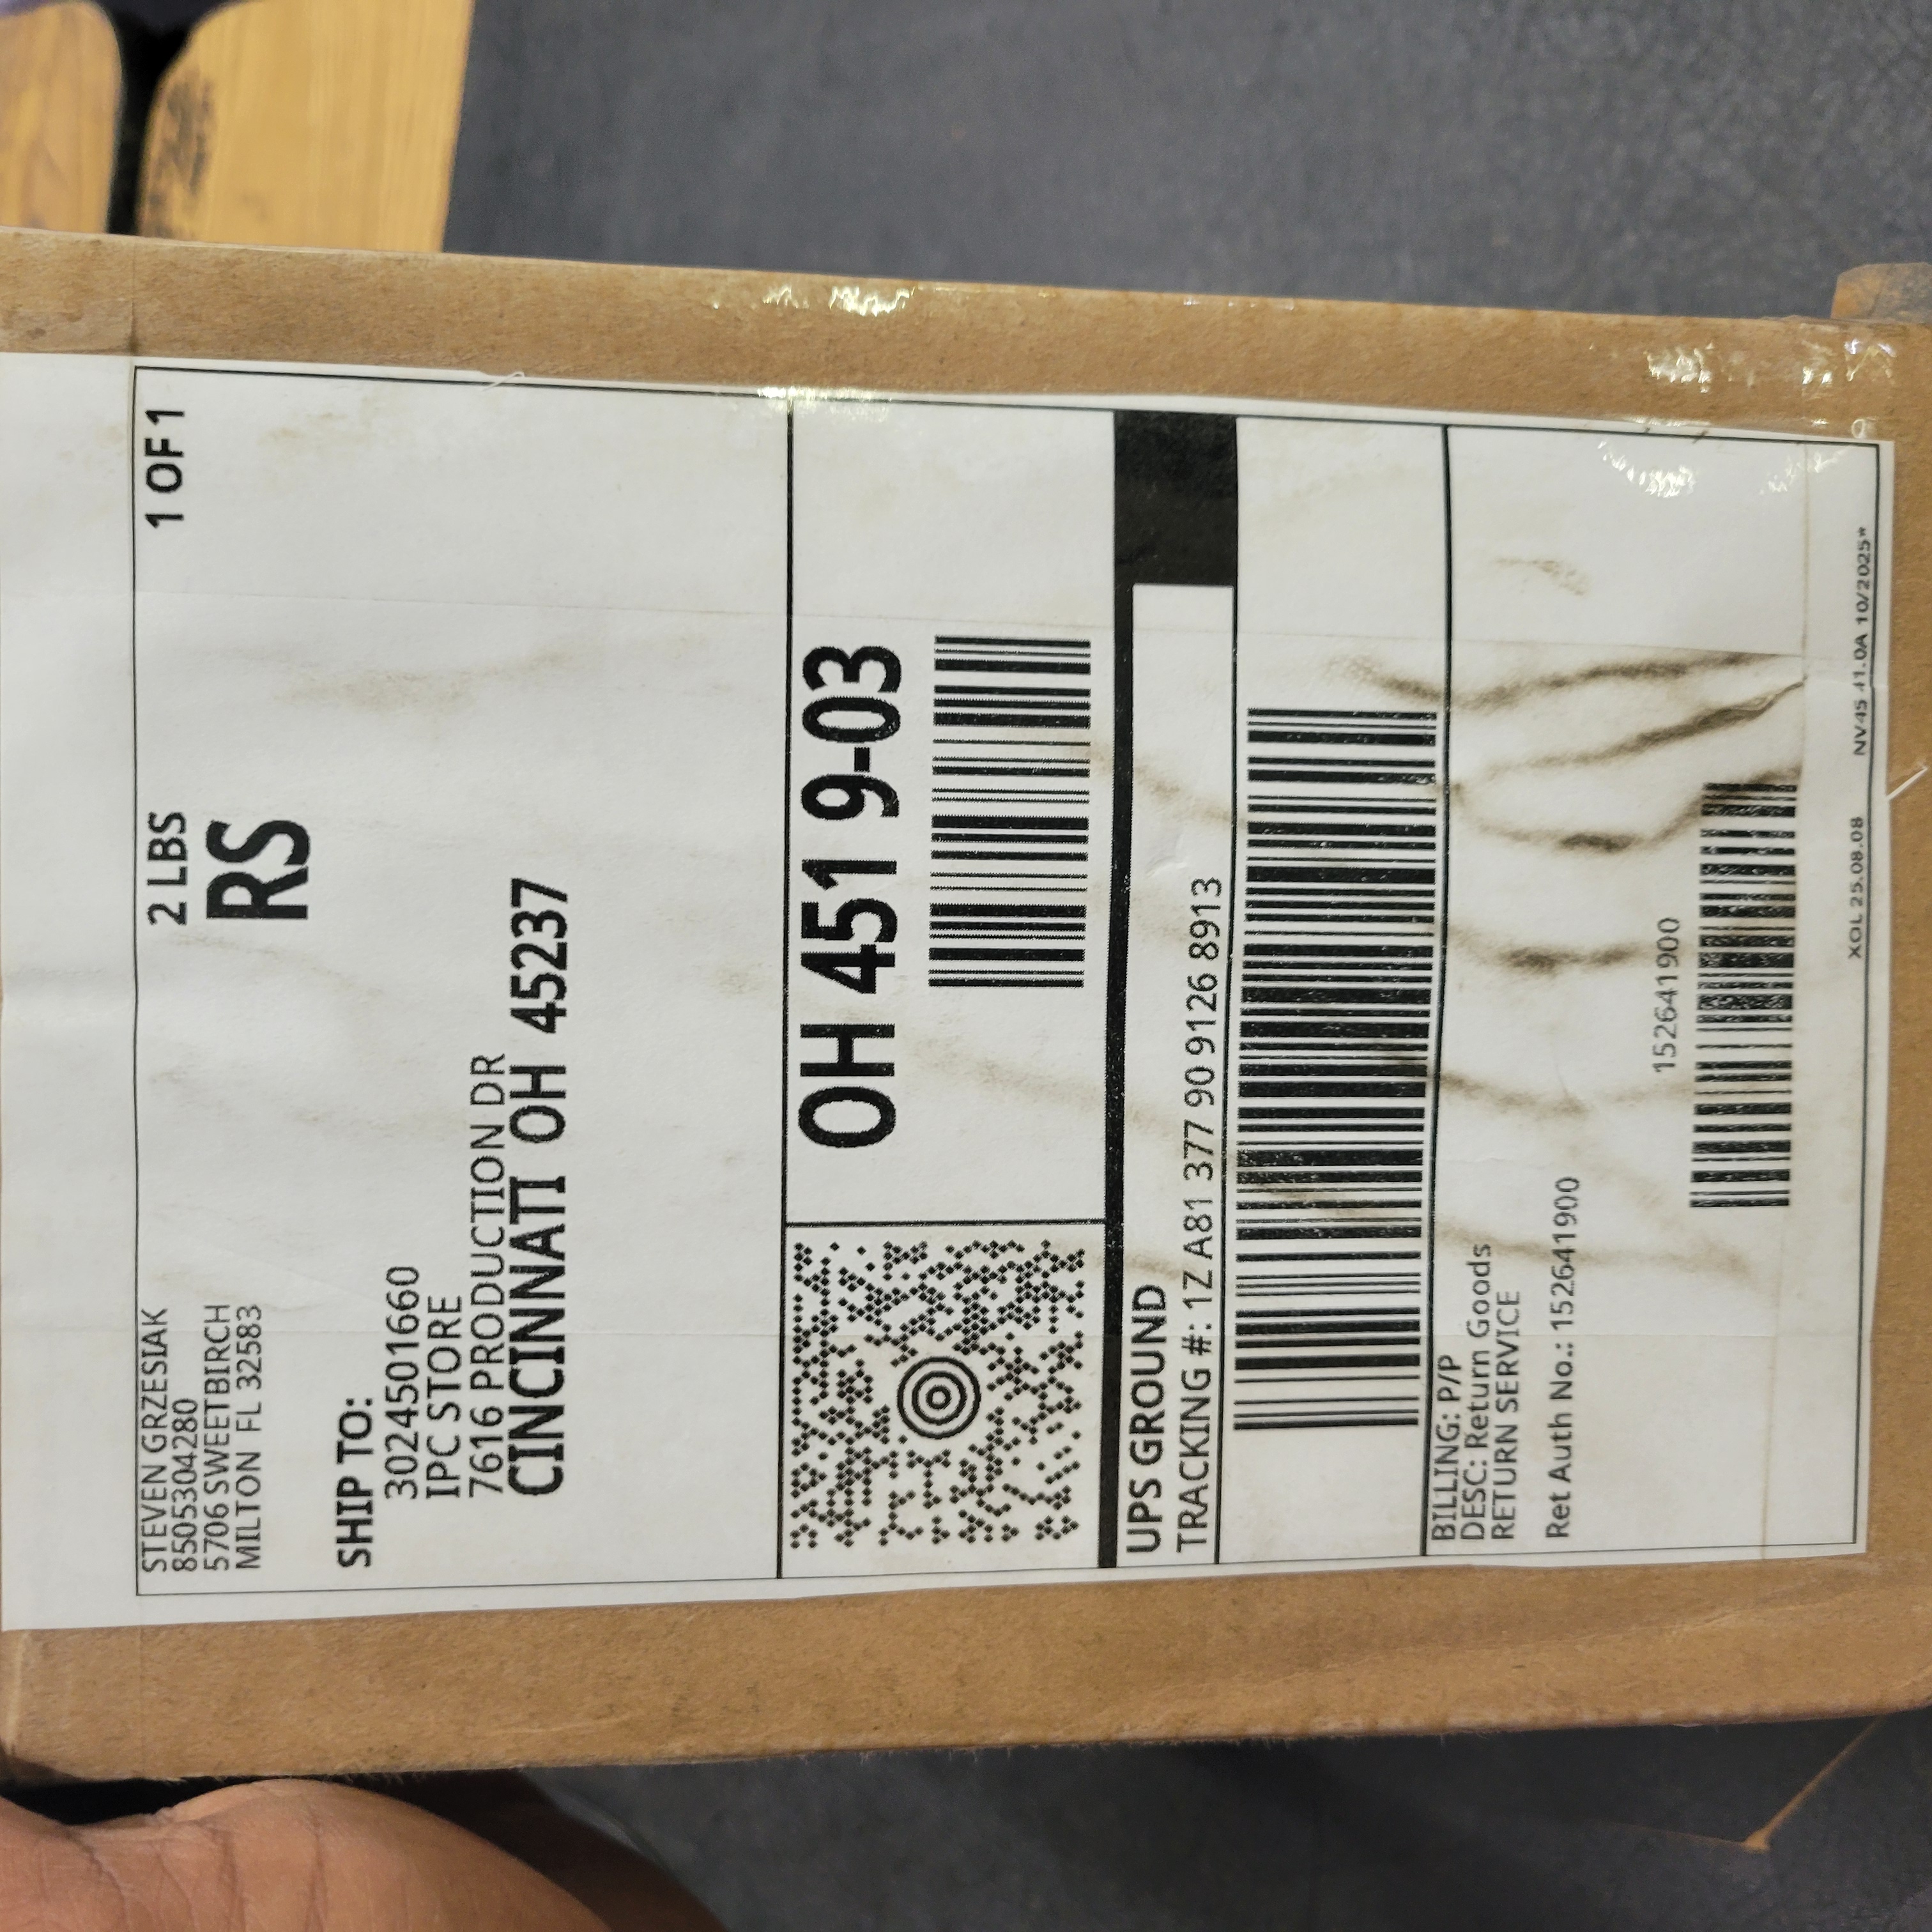 STEVEN GRZESIAK
8505304280
5706 SWEETBIRCH
MILTON FL 32583
2 LBS
1 OF 1
RS
SHIP TO:
3024501660
IPC STORE
7616 PRODUCTION DR
CINCINNATI OH 45237
OH 451 9-03
UPS GROUND
TRACKING #: 1Z A81 377 90 9126 8913
BILLING: P/P
DESC: Return Goods
RETURN SERVICE
Ret Auth No.: 152641900
152641900
XOL 25.08.08 NV45 41.0A 10/2025*